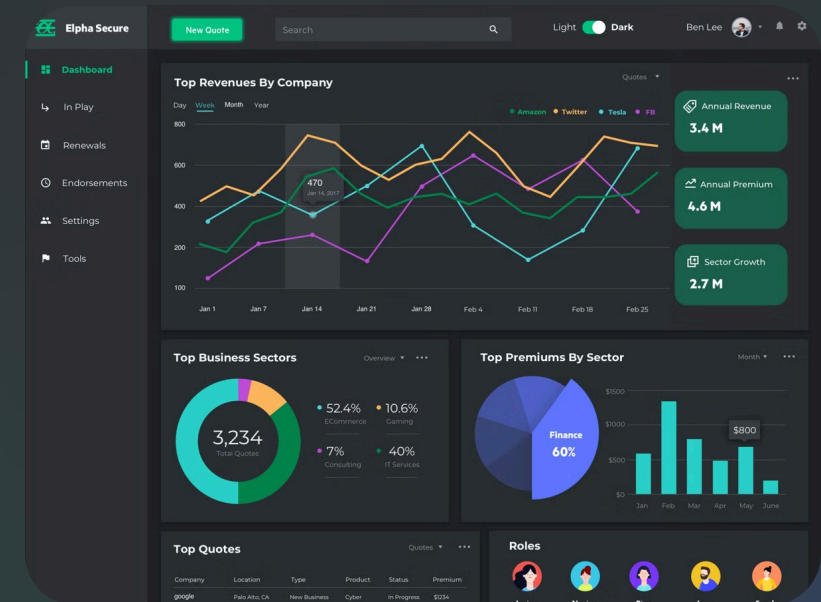 Elpha Secure
New Quote
Search
Light Dark
Ben Lee
Dashboard
In Play
Renewals
Endorsements
Settings
Tools
Top Revenues By Company
Quotes
Day Week Month Year
Amazon Twitter Tesla FB
800
600
400
200
100
470
Jan 14, 2017
Jan 1 Jan 7 Jan 14 Jan 21 Jan 28 Feb 4 Feb 11 Feb 18 Feb 25
Annual Revenue
3.4 M
Annual Premium
4.6 M
Sector Growth
2.7 M
Top Business Sectors
Overview
3,234
Total Quotes
52.4% 10.6%
ECommerce Gaming
7% 40%
Consulting IT Services
Top Premiums By Sector
Month
Finance
60%
$1500
$1000
$500
$0
$800
Jan Feb Mar Apr May June
Top Quotes
Quotes
Company Location Type Product Status Premium
google Palo Alto, CA New Business Cyber In Progress $1234
Roles